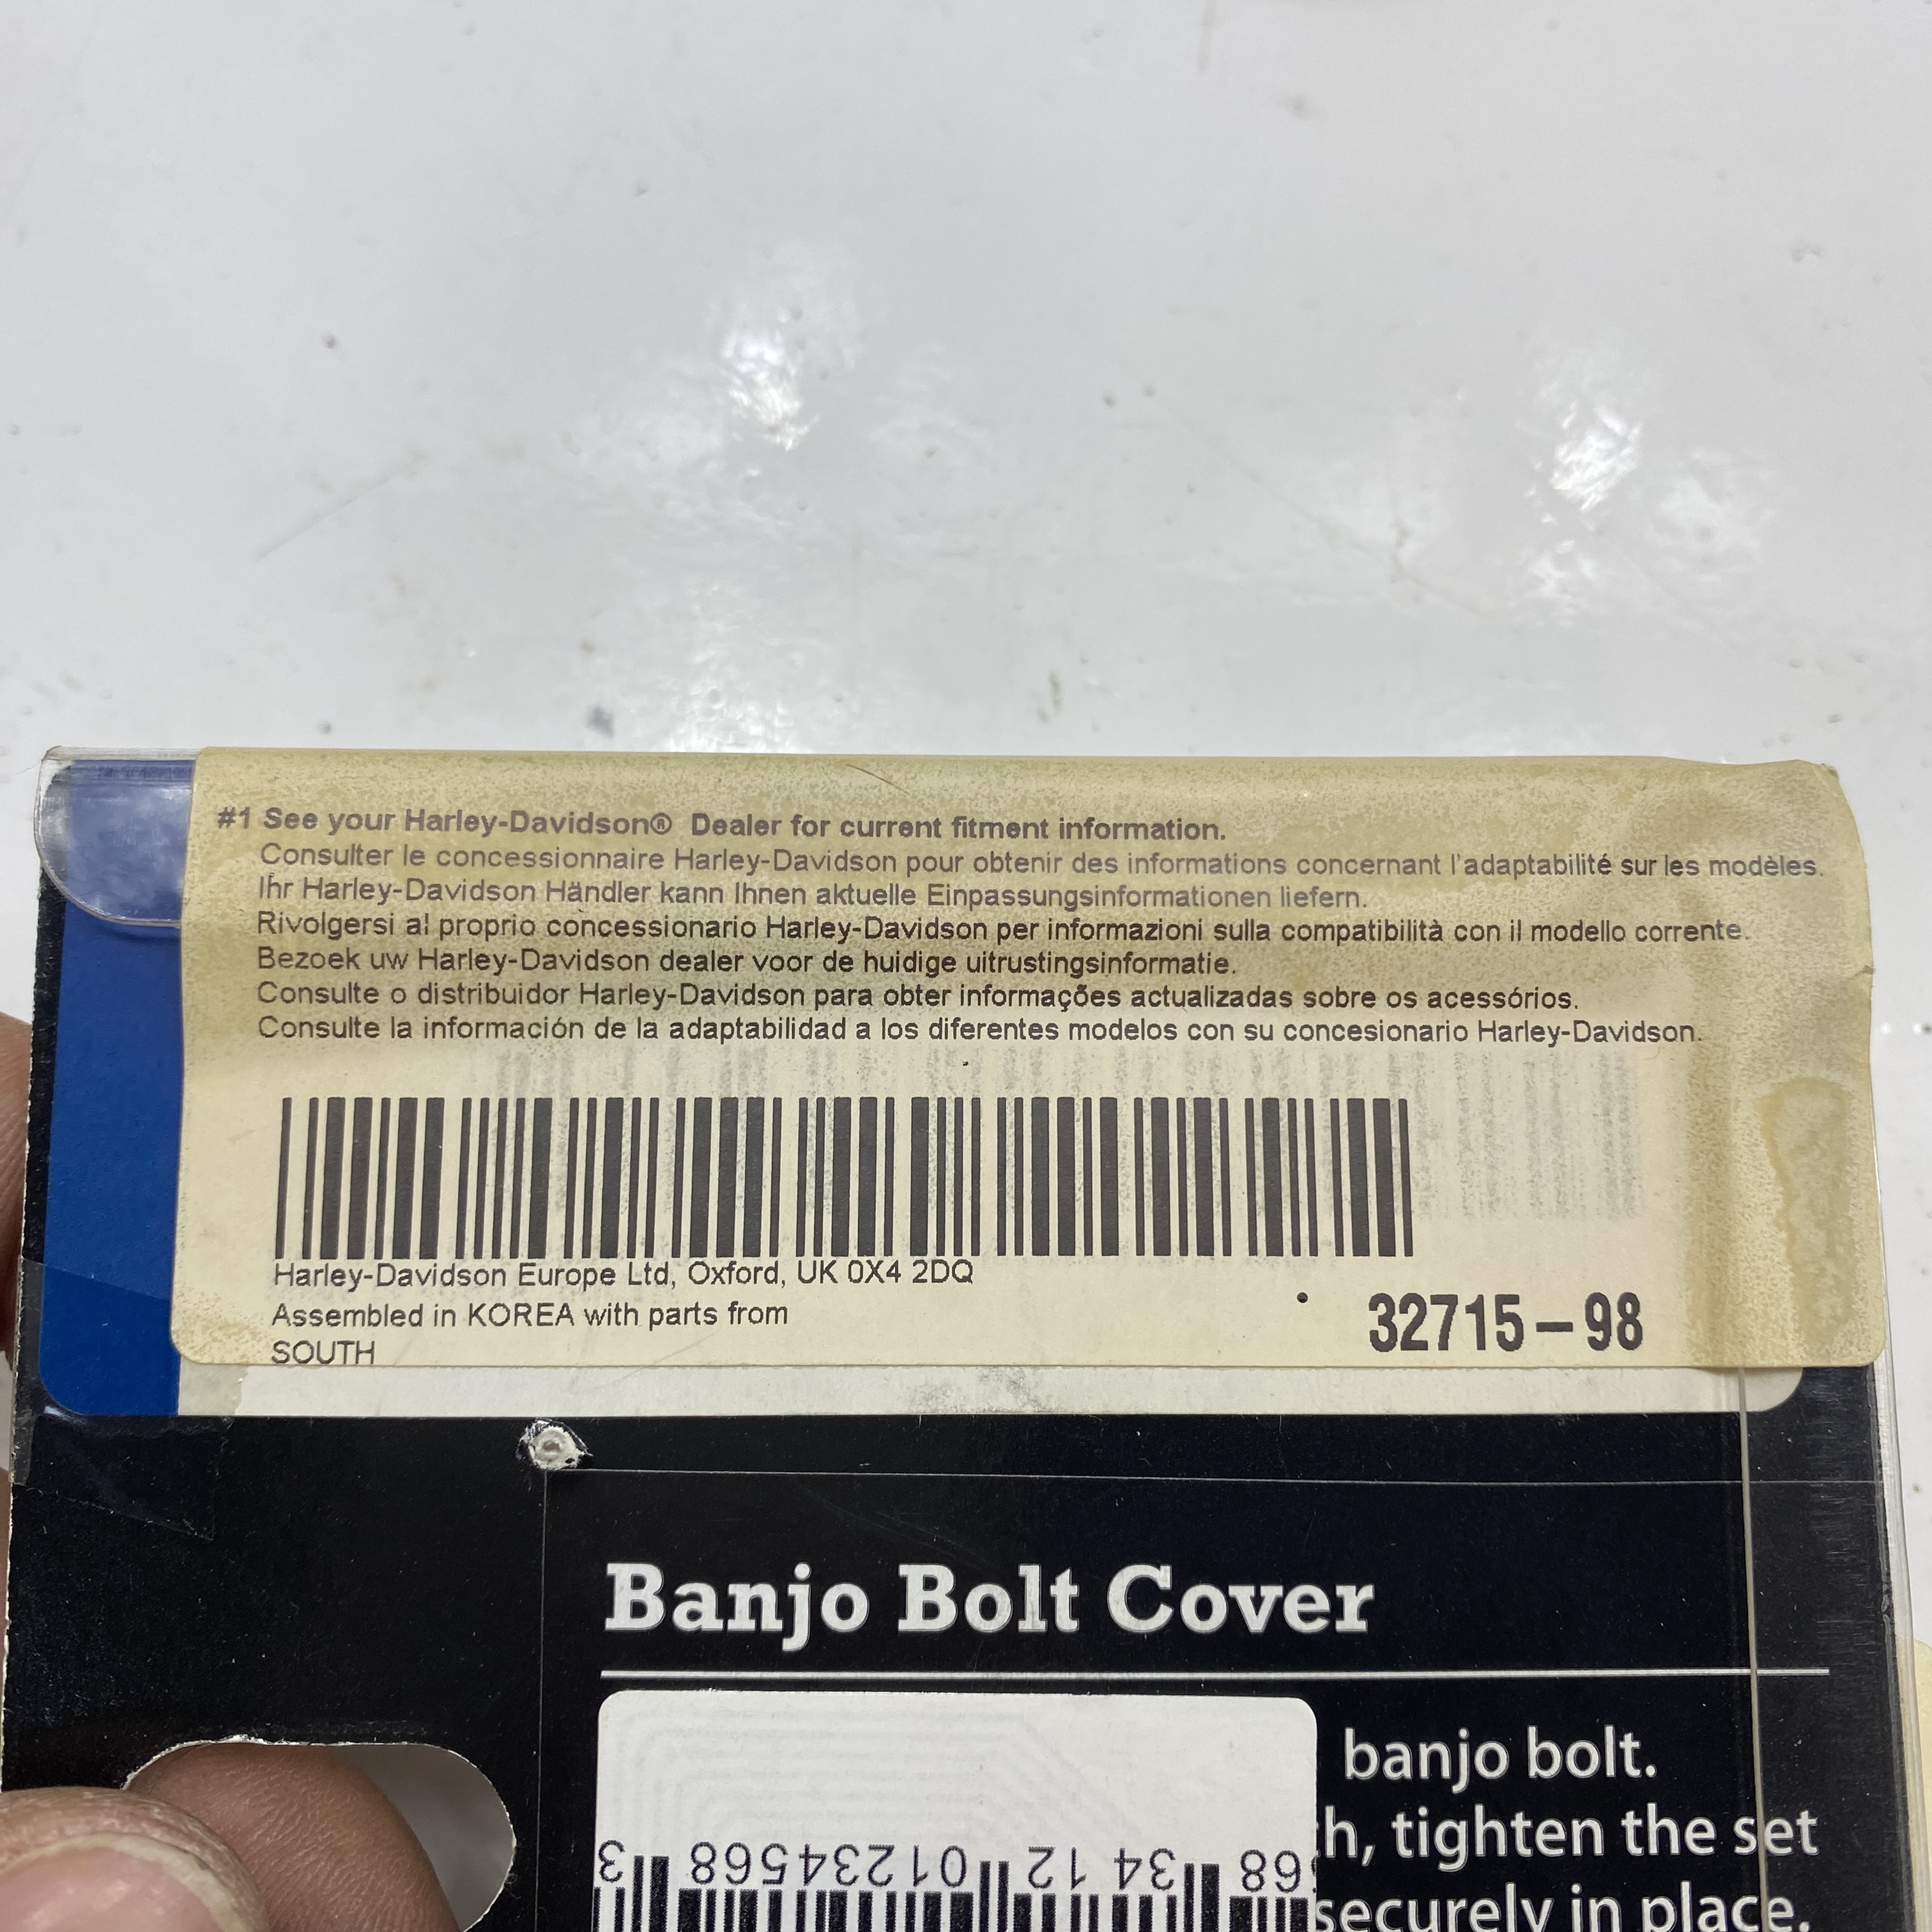 #1 See your Harley-Davidson® Dealer for current fitment information.
Consulter le concessionnaire Harley-Davidson pour obtenir des informations concernant l'adaptabilité sur les modèles.
Ihr Harley-Davidson Händler kann Ihnen aktuelle Einpassungsinformationen liefern.
Rivolgersi al proprio concessionario Harley-Davidson per informazioni sulla compatibilità con il modello corrente.
Bezoek uw Harley-Davidson dealer voor de huidige uitrustingsinformatie.
Consulte o distribuidor Harley-Davidson para obter informações actualizadas sobre os acessórios.
Consulte la información de la adaptabilidad a los diferentes modelos con su concesionario Harley-Davidson.
Harley-Davidson Europe Ltd, Oxford, UK 0X4 2DQ
Assembled in KOREA with parts from
SOUTH
32715-98
Banjo Bolt Cover
banjo bolt.
h, tighten the set
securely in place.
68 34 12 01234568 3